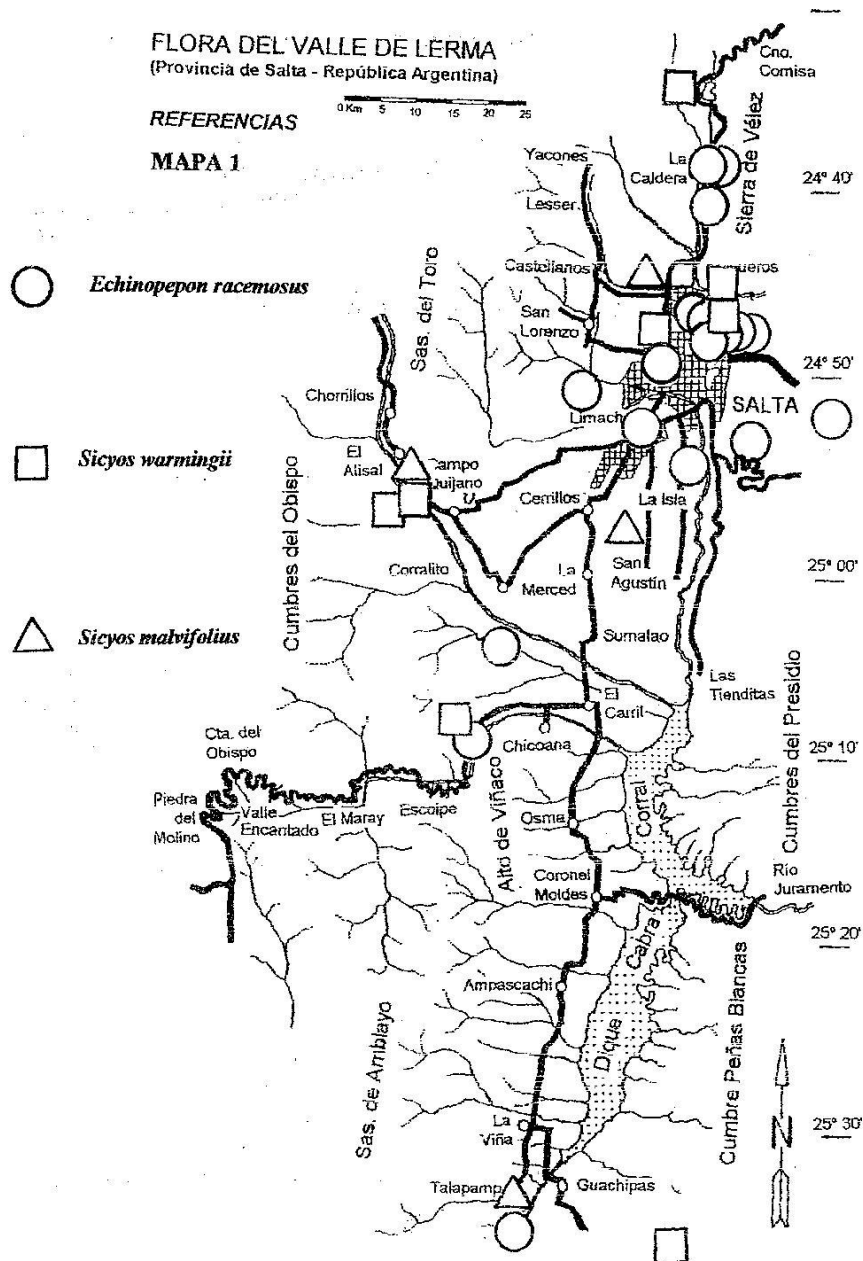 FLORA DEL VALLE DE LERMA
(Provincia de Salta - República Argentina)
0 Km 5 10 15 20 25
REFERENCIAS
MAPA 1
Echinopepon racemosus
Sicyos warmingii
Sicyos malvifolius
Cno.
Cornisa
Yacones
La
Caldera
Lesser
Sierra de Vélez
24° 40'
Castellanos
ueros
San
Lorenzo
Sas. del Toro
24° 50'
Chorrillos
Limach
SALTA
El
Alisal
Campo
Quijano
Cerrillos
La Isla
Cumbres del Obispo
Corralito
La
Merced
San
Agustín
25° 00'
Sumalao
Las
Tienditas
El
Carril
Chicoana
Cumbres del Presidio
25° 10'
Cta. del
Obispo
Piedra
del
Molino
Valle
Encantado
El Maray
Escoipe
Alto de Viñaco
Osma
Corral
Coronel
Moldes
Río
Juramento
25° 20'
Cabra
Ampascachi
Dique
Sas. de Amblayo
Cumbre Peñas Blancas
La
Viña
N
25° 30'
Talapamp
Guachipas